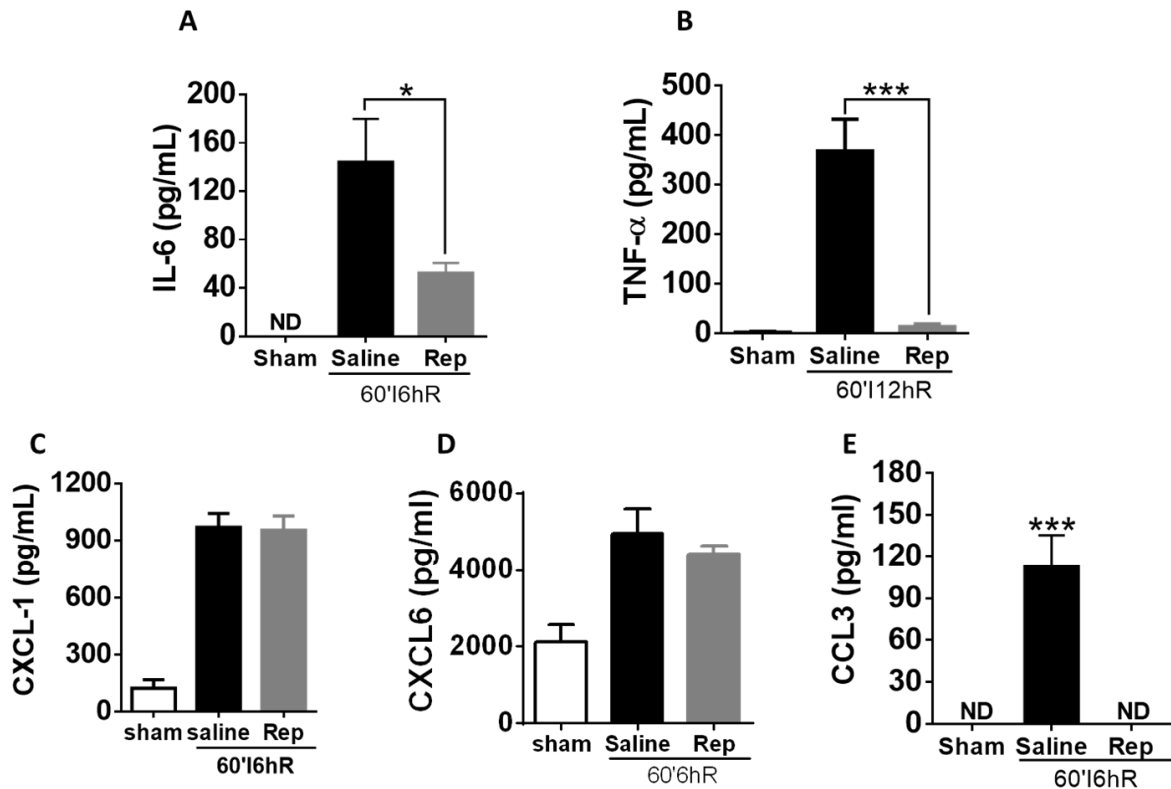 A
IL-6 (pg/mL)
200
160
120
80
40
0
*
ND
Sham Saline Rep
60'I6hR
B
TNF-α (pg/mL)
500
400
300
200
100
0
***
Sham Saline Rep
60'I12hR
C
CXCL-1 (pg/mL)
1200
900
600
300
0
sham saline Rep
60'I6hR
D
CXCL6 (pg/ml)
6000
4000
2000
0
sham Saline Rep
60'6hR
E
CCL3 (pg/ml)
180
150
120
90
60
30
0
***
ND ND
Sham Saline Rep
60'I6hR